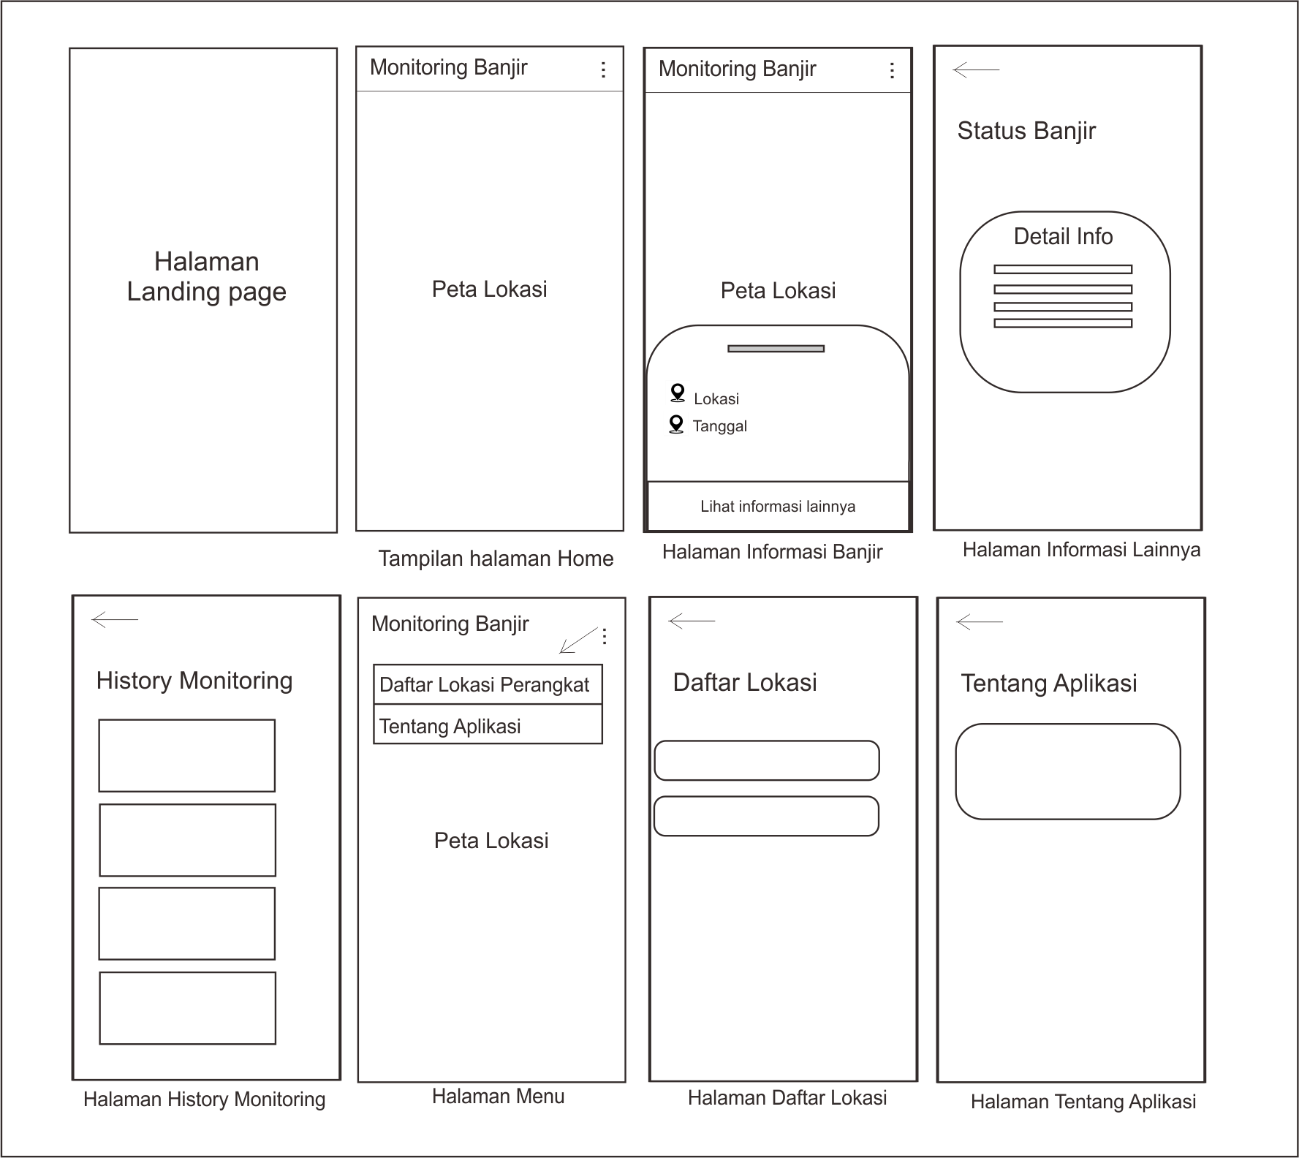 Halaman
Landing page
Monitoring Banjir
Peta Lokasi
Tampilan halaman Home
Monitoring Banjir
Peta Lokasi
Lokasi
Tanggal
Lihat informasi lainnya
Halaman Informasi Banjir
Status Banjir
Detail Info
Halaman Informasi Lainnya
History Monitoring
Halaman History Monitoring
Monitoring Banjir
Daftar Lokasi Perangkat
Tentang Aplikasi
Peta Lokasi
Halaman Menu
Daftar Lokasi
Halaman Daftar Lokasi
Tentang Aplikasi
Halaman Tentang Aplikasi